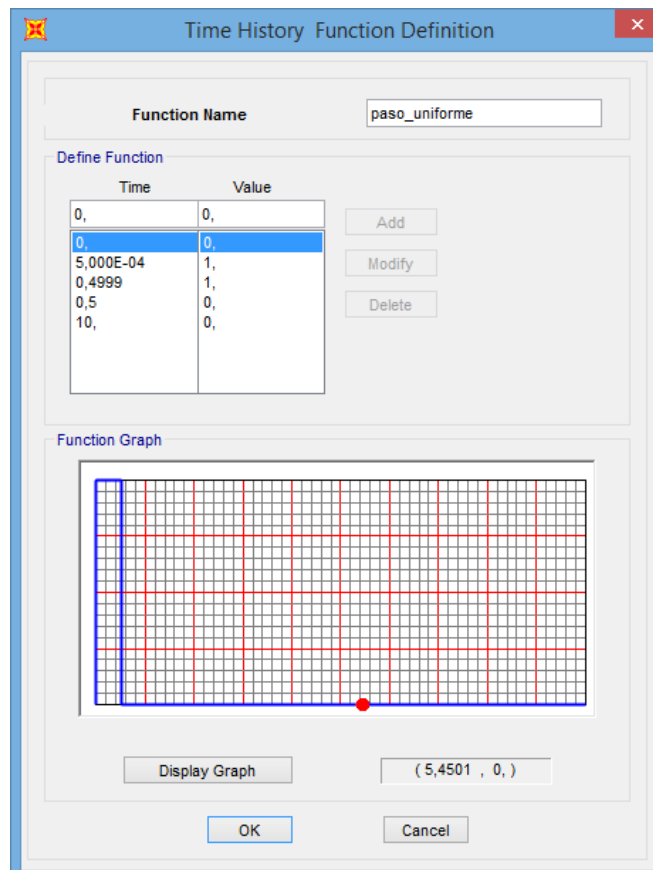 Time History Function Definition
Function Name
paso_uniforme
Define Function
Time Value
0, 0,
Add
0, 0,
5,000E-04 1,
Modify
0,4999 1,
0,5 0,
Delete
10, 0,
Function Graph
Display Graph
( 5,4501 , 0, )
OK
Cancel